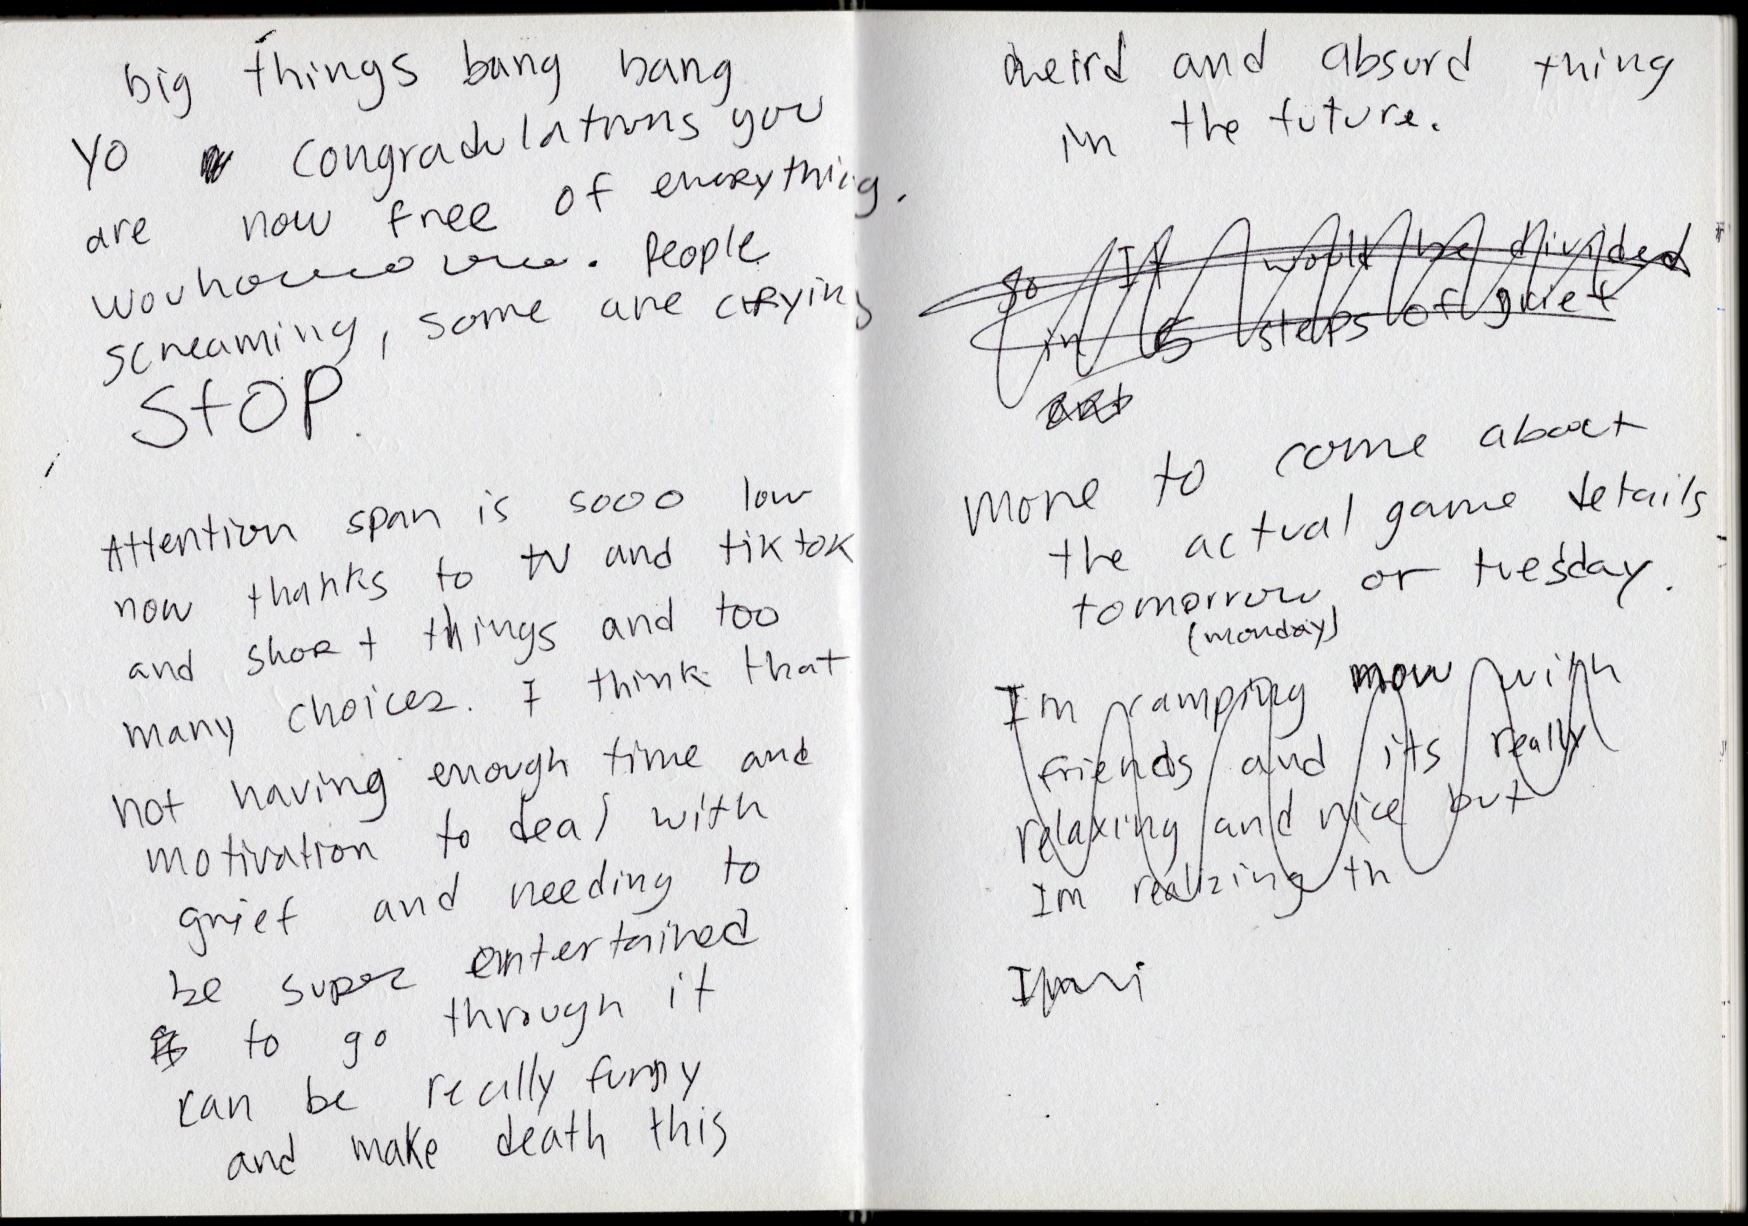 big things bang bang
Yo congradulations you
are now free of everything.
People
screaming, some are crying
StOP.
Attention span is sooo low
now thanks to tv and tiktok
and short things and too
many choices. I think that
not having enough time and
motivation to deal with
grief and needing to
be super entertained
to go through it
can be really funny
and make death this
weird and absurd thing
in the future.
so It would be divided
in 5 steps of grief
More to come about
the actual game details
tomorrow or tuesday.
(monday)
Im ramping now with
friends and its really
relaxing and nice but
Im realizing th